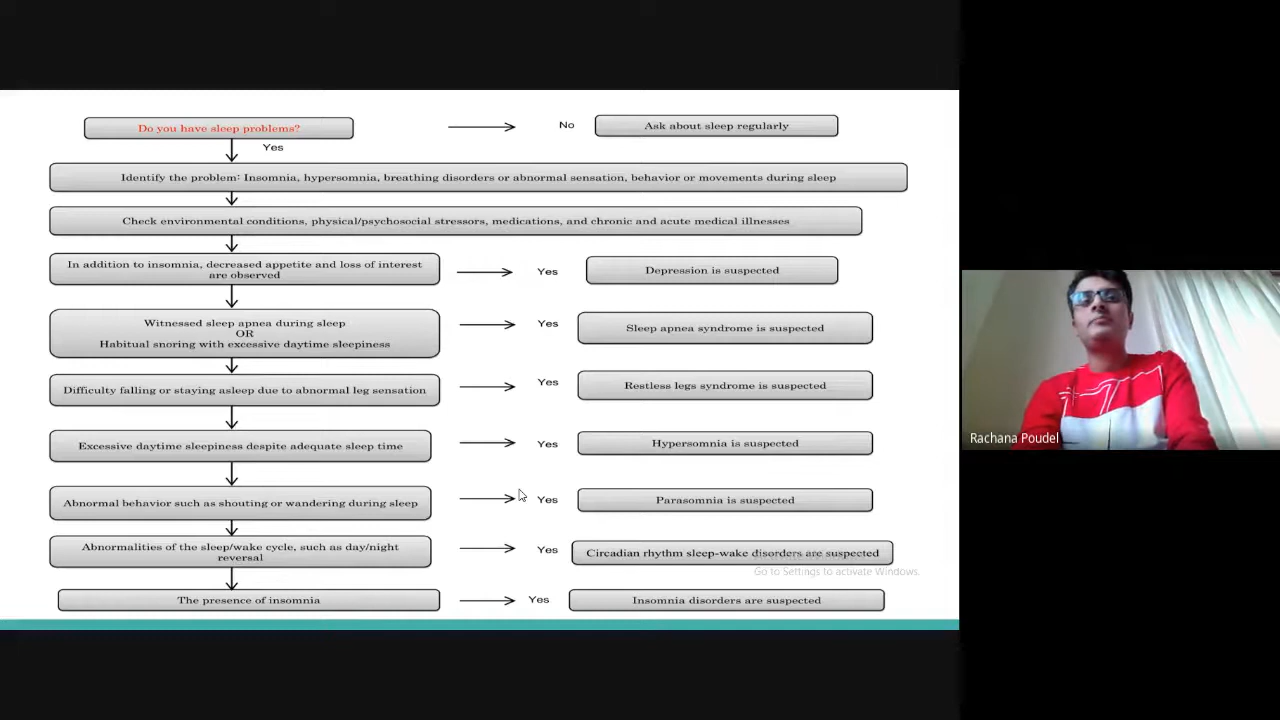 Do you have sleep problems?
No
Ask about sleep regularly
Yes
Identify the problem: Insomnia, hypersomnia, breathing disorders or abnormal sensation, behavior or movements during sleep
Check environmental conditions, physical/psychosocial stressors, medications, and chronic and acute medical illnesses
In addition to insomnia, decreased appetite and loss of interest
are observed
Yes
Depression is suspected
Witnessed sleep apnea during sleep
OR
Habitual snoring with excessive daytime sleepiness
Yes
Sleep apnea syndrome is suspected
Difficulty falling or staying asleep due to abnormal leg sensation
Yes
Restless legs syndrome is suspected
Excessive daytime sleepiness despite adequate sleep time
Yes
Hypersomnia is suspected
Abnormal behavior such as shouting or wandering during sleep
Yes
Parasomnia is suspected
Abnormalities of the sleep/wake cycle, such as day/night
reversal
Yes
Circadian rhythm sleep-wake disorders are suspected
Go to Settings to activate Windows.
The presence of insomnia
Yes
Insomnia disorders are suspected
Rachana Poudel